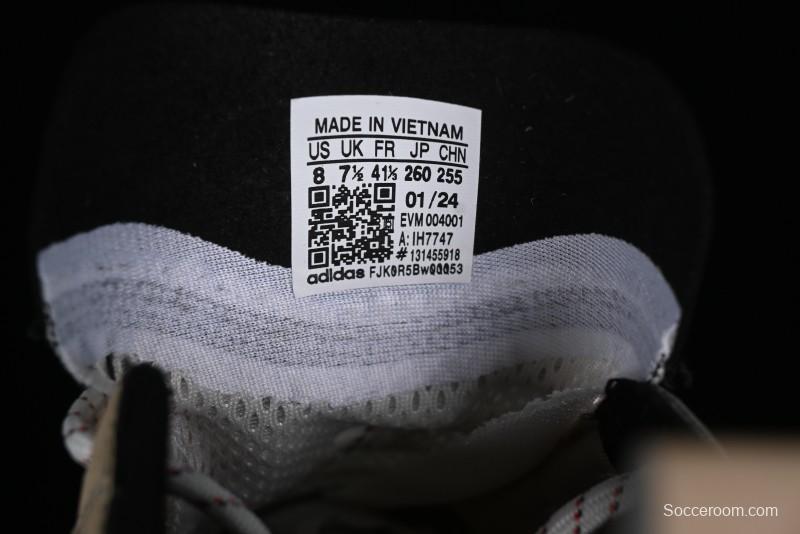 MADE IN VIETNAM
US UK FR JP CHN
8 7½ 41⅓ 260 255
01/24
EVM 004001
A: IH7747
# 131455918
adidas
Socceroom.com